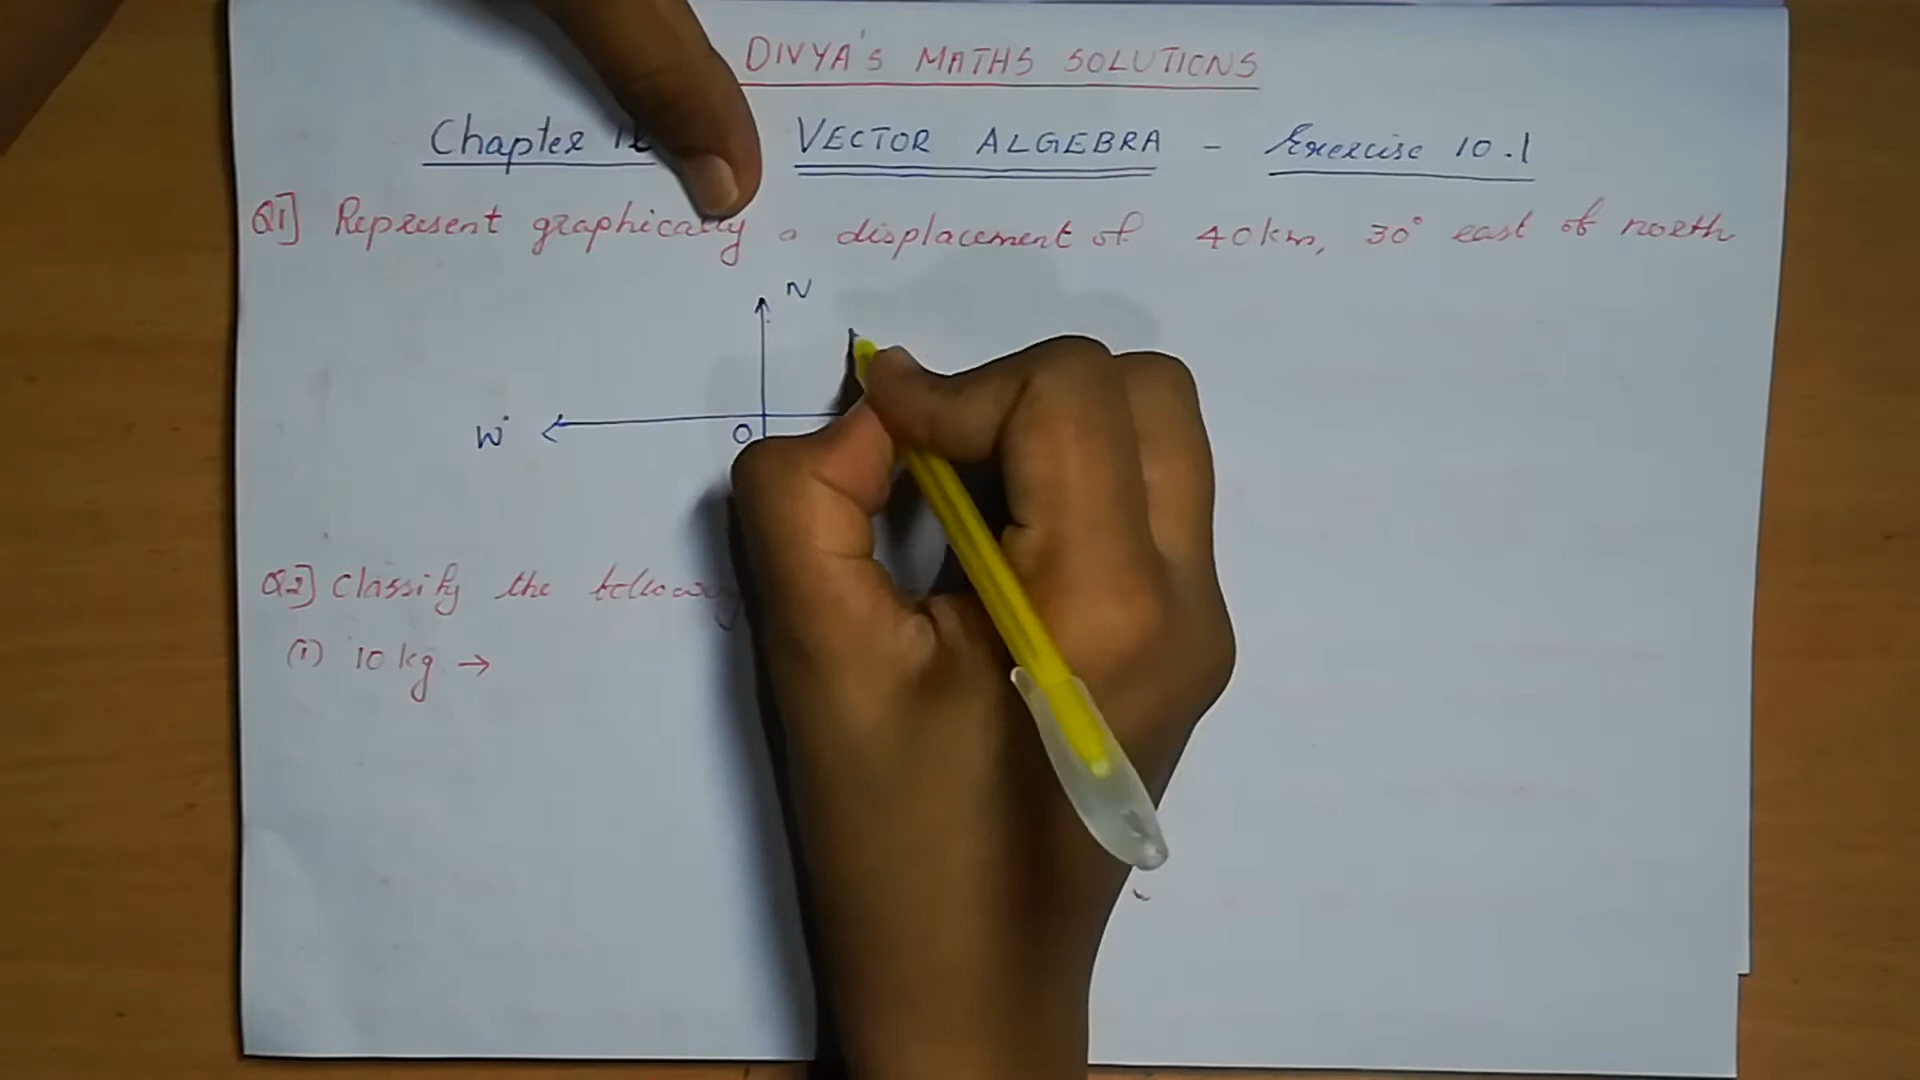 DIVYA'S MATHS SOLUTIONS
Chapter VECTOR ALGEBRA - Exercise 10.1
Q1] Represent graphically a displacement of 40km, 30° east of north
N
W
O
Q2] Classify the
(i) 10 kg →